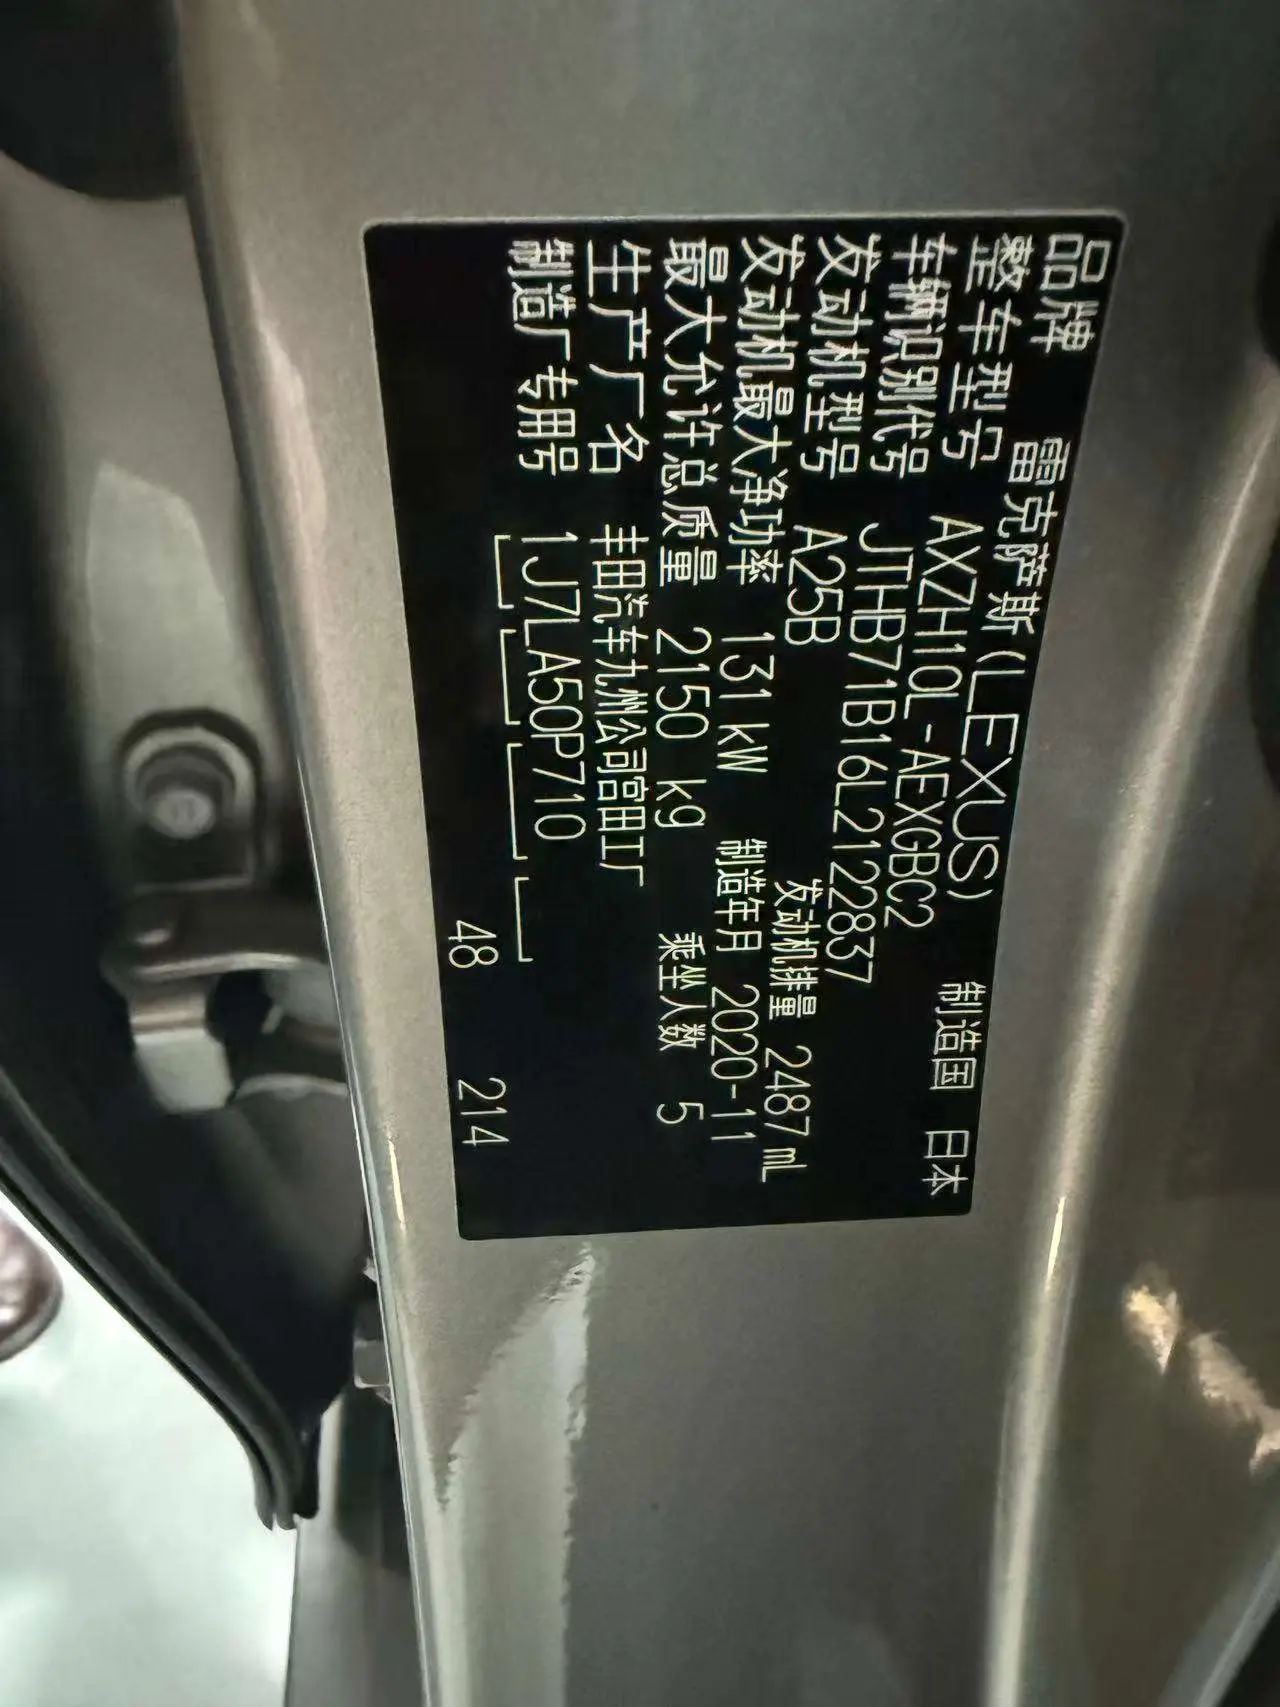 品牌 雷克萨斯(LEXUS) 制造国 日本
整车型号 AXZH10L-AEXGBC2
车辆识别代号 JTHB71B16L2122837
发动机型号 A25B 发动机排量 2487 mL
发动机最大净功率 131 kW 制造年月 2020-11
最大允许总质量 2150 kg 乘坐人数 5
生产厂名 丰田汽车九州公司宫田工厂
制造厂专用号 1J7LA50P710
48 214